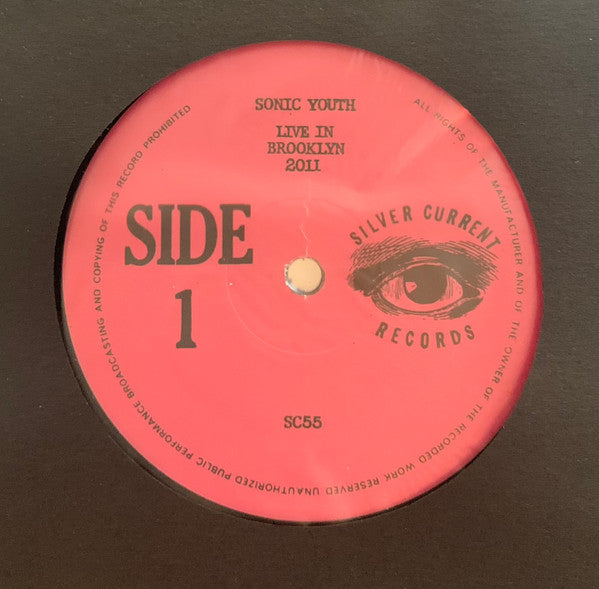 SONIC YOUTH
LIVE IN
BROOKLYN
2011
SIDE
1
SILVER CURRENT
RECORDS
SC55
ALL RIGHTS OF THE MANUFACTURER AND OF THE OWNER OF THE RECORDED WORK RESERVED UNAUTHORIZED PUBLIC PERFORMANCE BROADCASTING AND COPYING OF THIS RECORD PROHIBITED